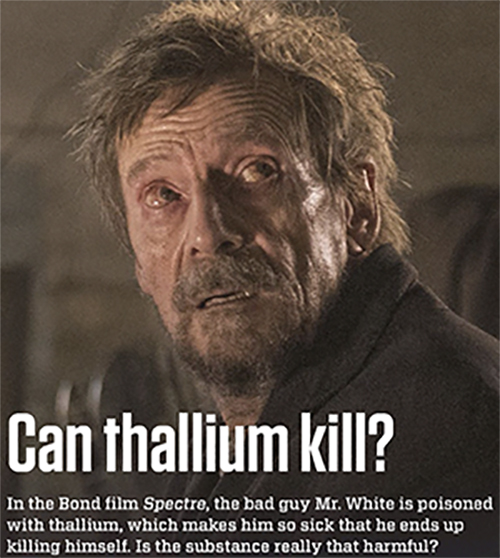 Can thallium kill?
In the Bond film Spectre, the bad guy Mr. White is poisoned
with thallium, which makes him so sick that he ends up
killing himself. Is the substance really that harmful?